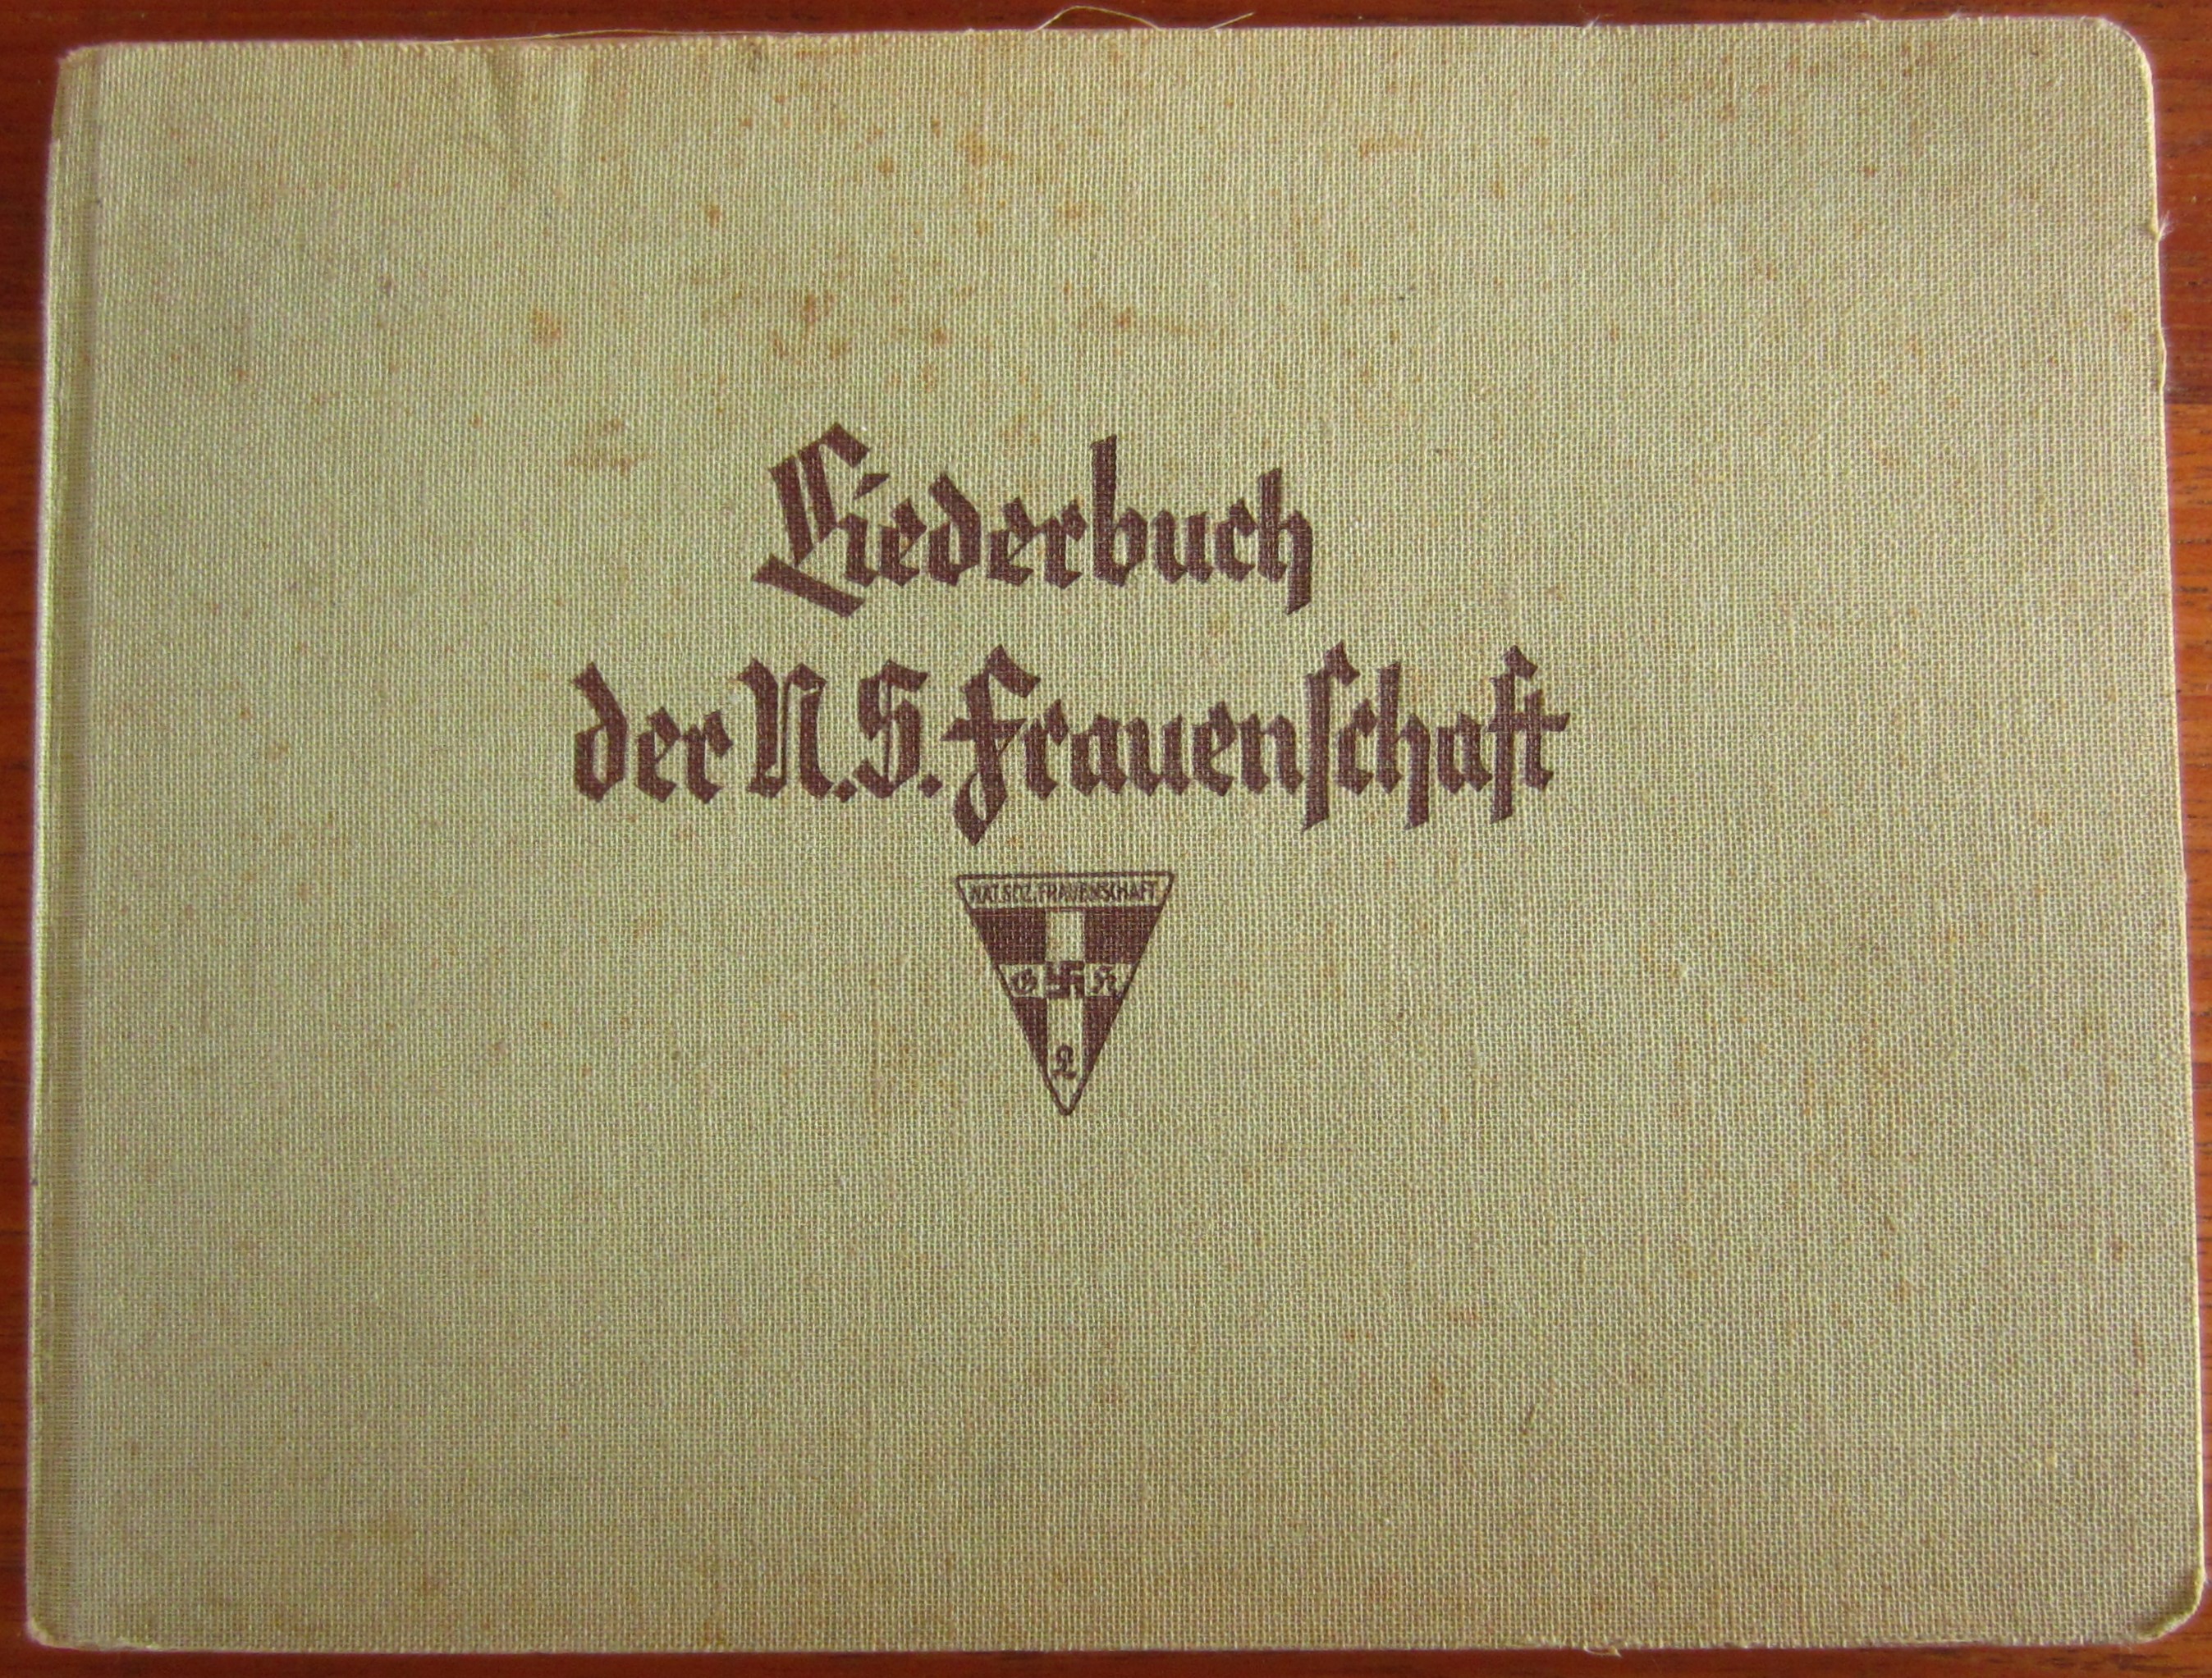 Liederbuch
der N.S. Frauenschaft
NAT. SOZ. FRAUENSCHAFT
G H
L